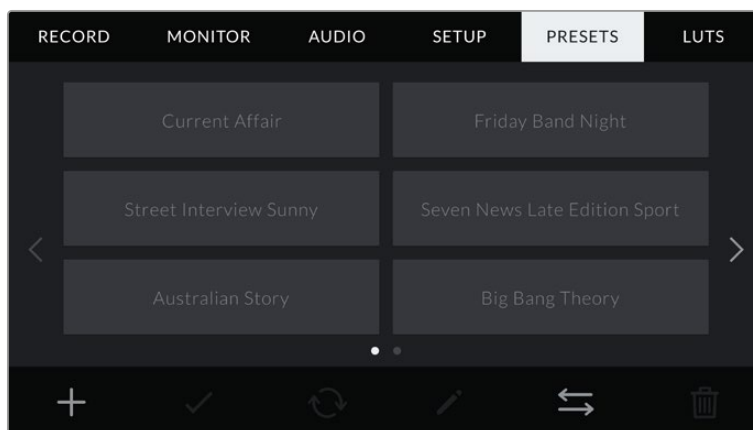 RECORD MONITOR AUDIO SETUP PRESETS LUTS
Current Affair Friday Band Night
Street Interview Sunny Seven News Late Edition Sport
Australian Story Big Bang Theory